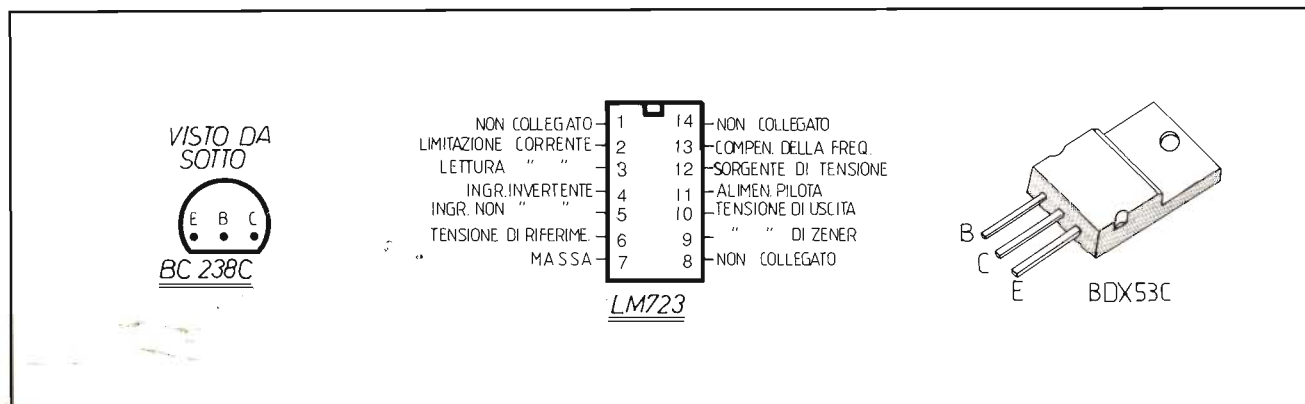 VISTO DA
SOTTO
E B C
BC 238C
NON COLLEGATO 1 14 NON COLLEGATO
LIMITAZIONE CORRENTE 2 13 COMPEN. DELLA FREQ.
LETTURA " " 3 12 SORGENTE DI TENSIONE
INGR.INVERTENTE 4 11 ALIMEN. PILOTA
INGR. NON " " 5 10 TENSIONE DI USCITA
TENSIONE DI RIFERIME. 6 9 " " DI ZENER
MASSA 7 8 NON COLLEGATO
LM723
B
C
E
BDX53C